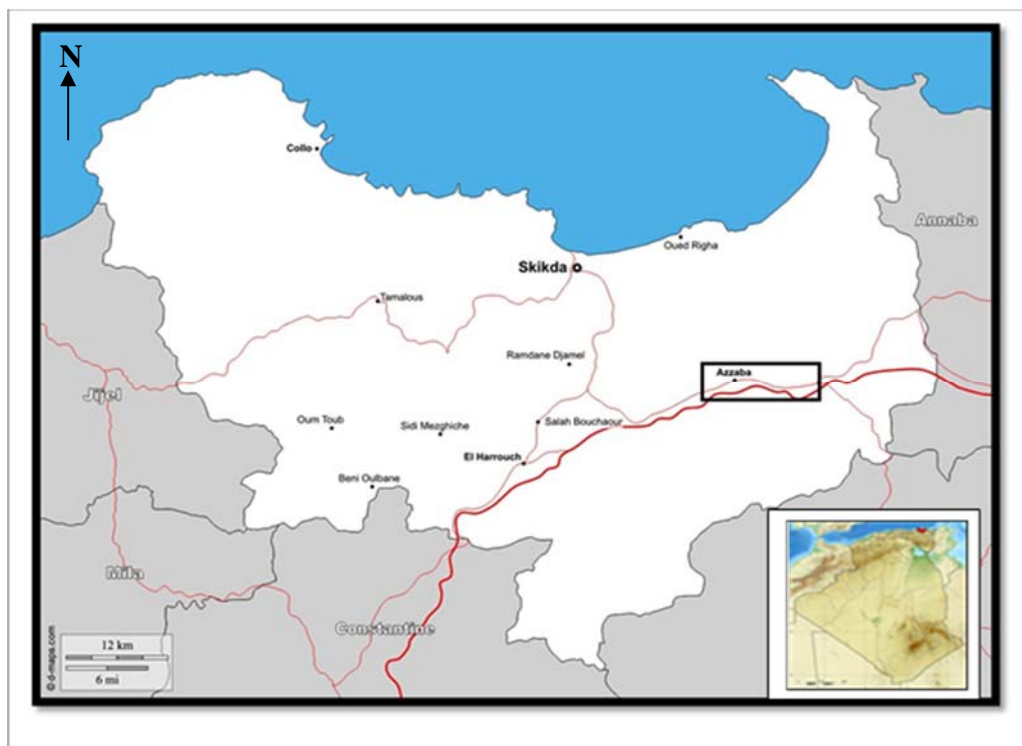 N
Collo
Annaba
Oued Righa
Skikda
Tamalous
Ramdane Djamel
Azzaba
Jijel
Oum Toub
Sidi Mezghiche
Salah Bouchaour
El Harrouch
Beni Oulbane
Mila
Constantine
12 km
6 mi
© d-maps.com